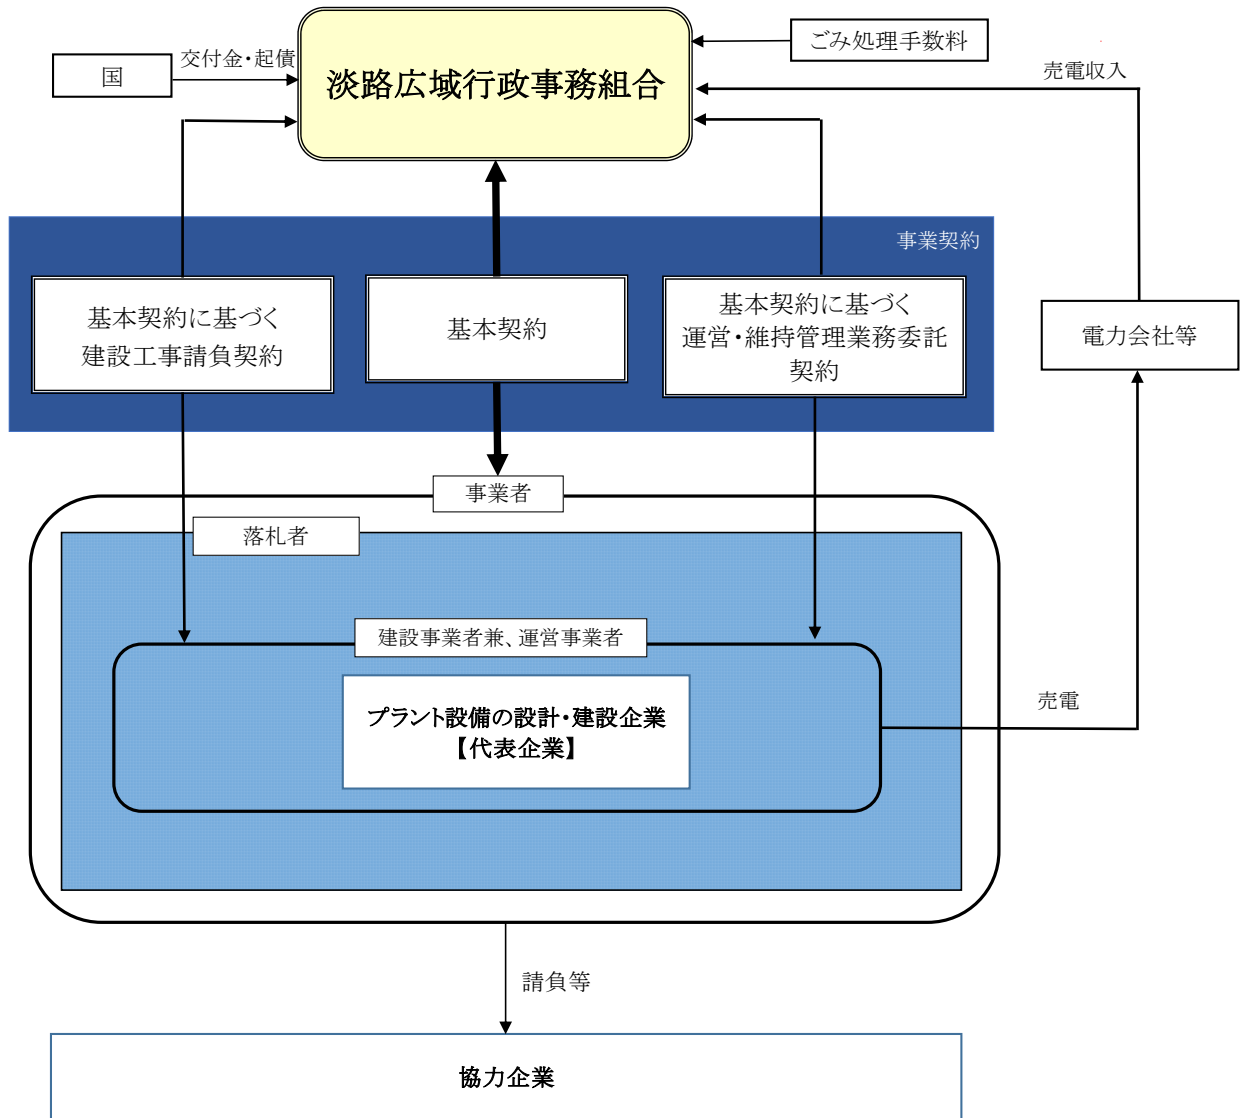 ごみ処理手数料
国
交付金・起債
淡路広域行政事務組合
売電収入
事業契約
基本契約に基づく
建設工事請負契約
基本契約
基本契約に基づく
運営・維持管理業務委託
契約
電力会社等
事業者
落札者
建設事業者兼、運営事業者
プラント設備の設計・建設企業
【代表企業】
売電
請負等
協力企業